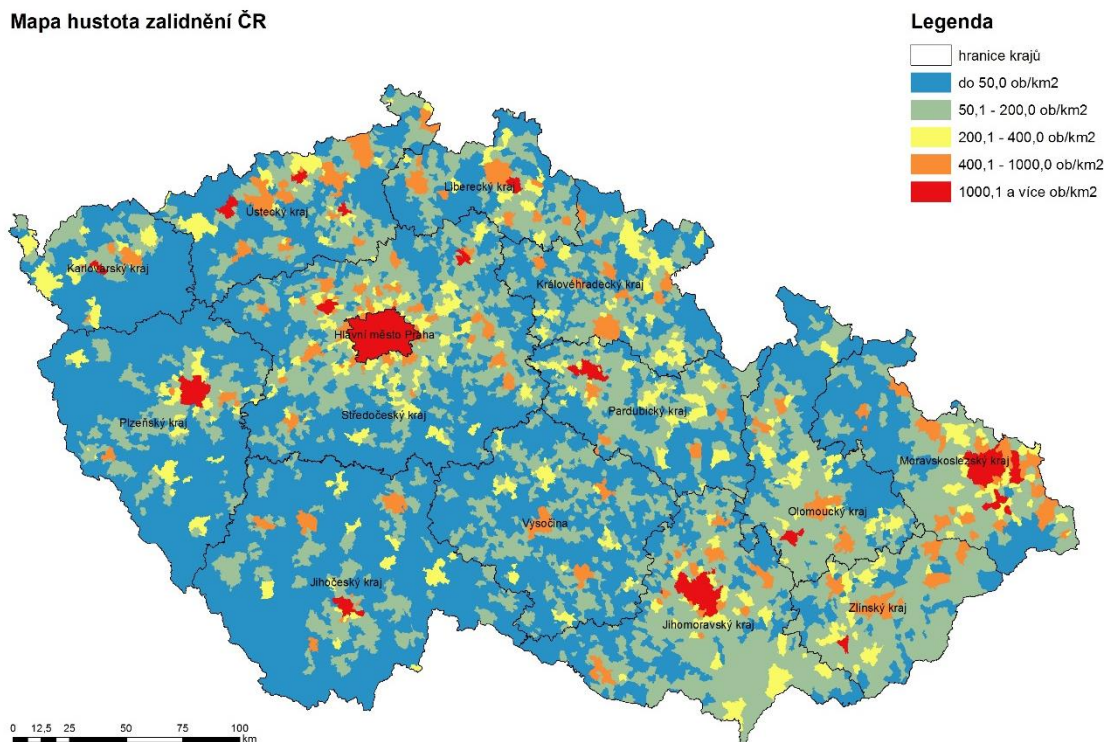 Mapa hustota zalidnění ČR
Legenda
hranice krajů
do 50,0 ob/km2
50,1 - 200,0 ob/km2
200,1 - 400,0 ob/km2
400,1 - 1000,0 ob/km2
1000,1 a více ob/km2
Liberecký kraj
Ústecký kraj
Karlovarský kraj
Královéhradecký kraj
Hlavní město Praha
Středočeský kraj
Pardubický kraj
Plzeňský kraj
Moravskoslezský kraj
Olomoucký kraj
Vysočina
Jihočeský kraj
Zlínský kraj
Jihomoravský kraj
0 12,5 25 50 75 100
km